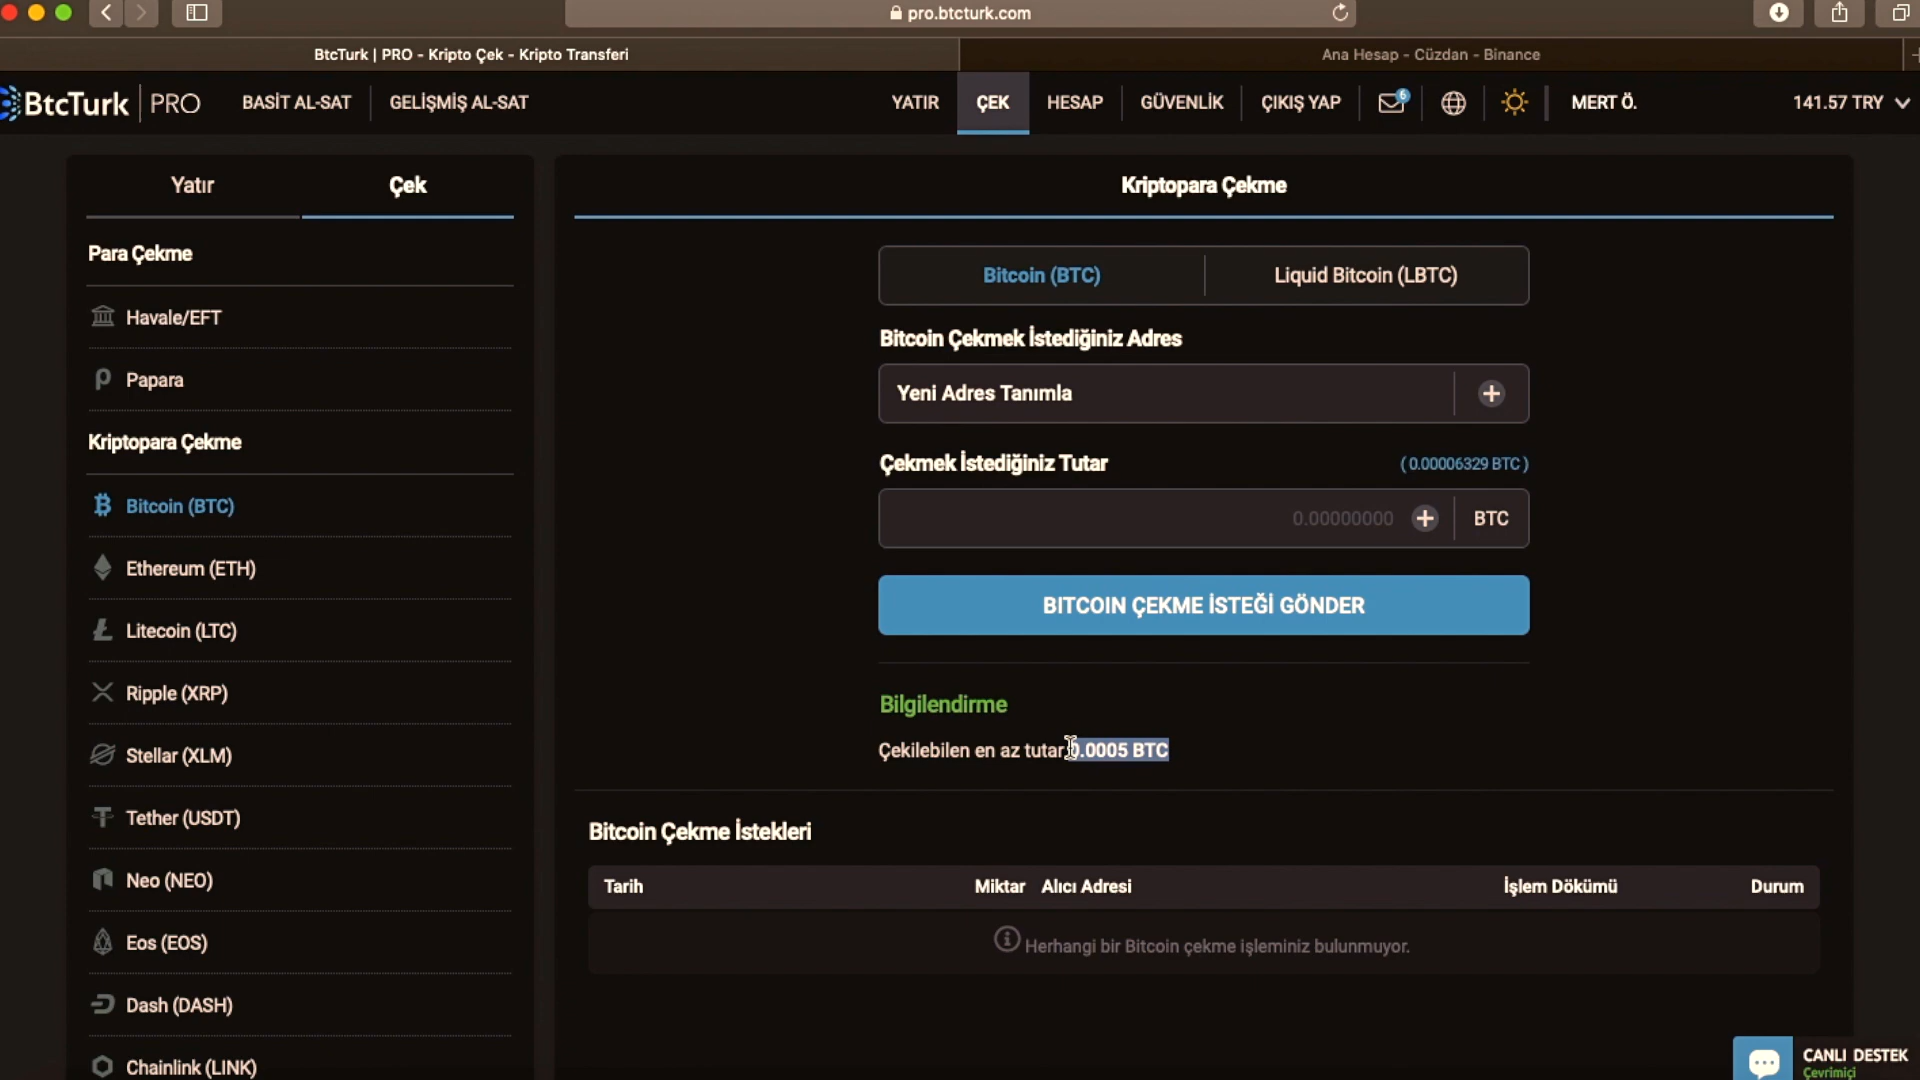 pro.btcturk.com
BtcTurk | PRO - Kripto Çek - Kripto Transferi
Ana Hesap - Cüzdan - Binance
BtcTurk | PRO
BASİT AL-SAT
GELİŞMİŞ AL-SAT
YATIR
ÇEK
HESAP
GÜVENLİK
ÇIKIŞ YAP
6
MERT Ö.
141.57 TRY
Yatır
Çek
Para Çekme
Havale/EFT
Papara
Kriptopara Çekme
Bitcoin (BTC)
Ethereum (ETH)
Litecoin (LTC)
Ripple (XRP)
Stellar (XLM)
Tether (USDT)
Neo (NEO)
Eos (EOS)
Dash (DASH)
Chainlink (LINK)
Kriptopara Çekme
Bitcoin (BTC)
Liquid Bitcoin (LBTC)
Bitcoin Çekmek İstediğiniz Adres
Yeni Adres Tanımla
Çekmek İstediğiniz Tutar
( 0.00006329 BTC )
0.00000000
BTC
BITCOIN ÇEKME İSTEĞİ GÖNDER
Bilgilendirme
Çekilebilen en az tutar 0.0005 BTC
Bitcoin Çekme İstekleri
Tarih Miktar Alıcı Adresi İşlem Dökümü Durum
Herhangi bir Bitcoin çekme işleminiz bulunmuyor.
CANLI DESTEK
Çevrimiçi